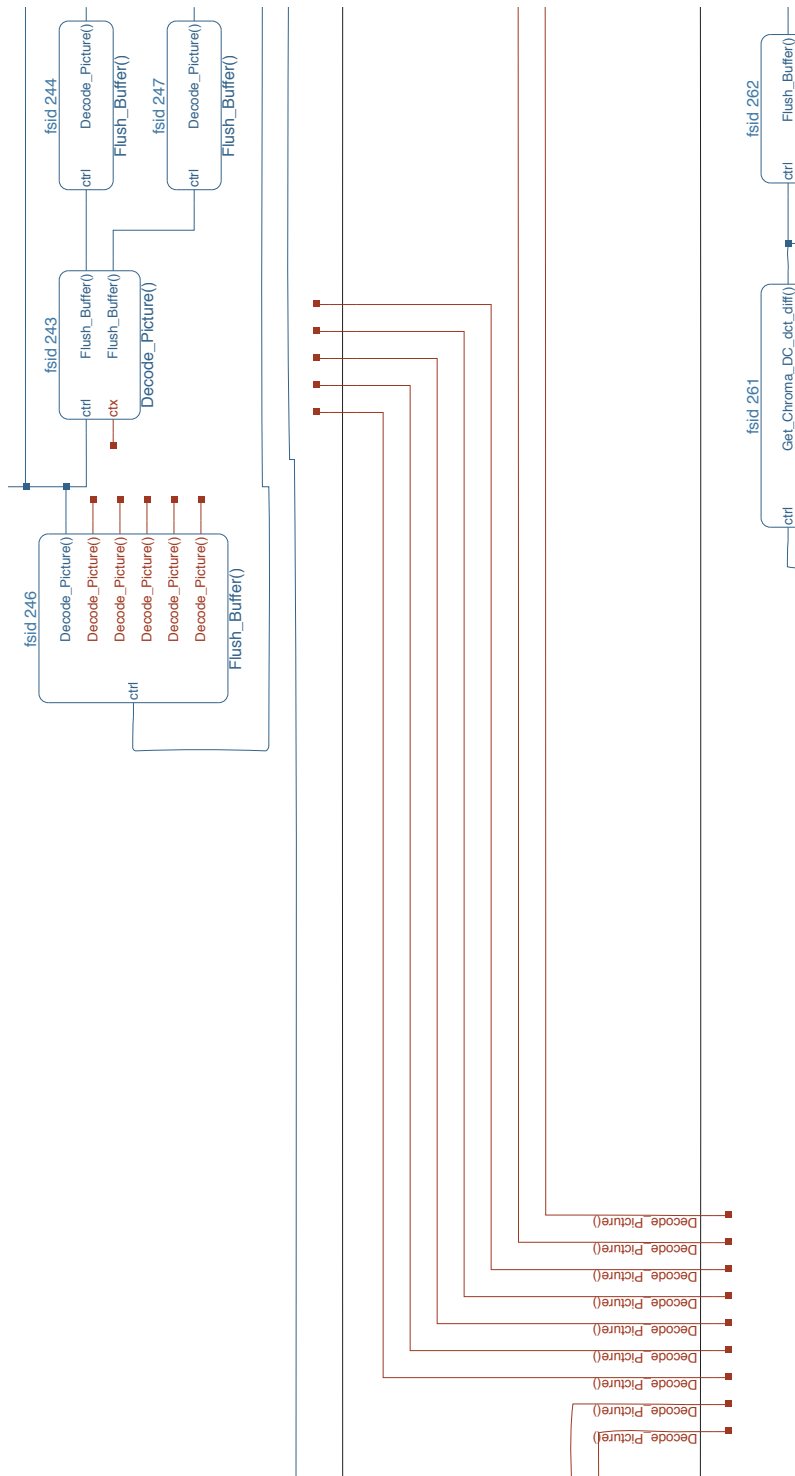 fsid 244
Decode_Picture()
ctrl
Flush_Buffer()
fsid 247
Decode_Picture()
ctrl
Flush_Buffer()
fsid 262
Flush_Buffer()
ctrl
fsid 243
Flush_Buffer()
Flush_Buffer()
ctrl
ctx
Decode_Picture()
fsid 261
Get_Chroma_DC_dct_diff()
ctrl
fsid 246
Decode_Picture()
Decode_Picture()
Decode_Picture()
Decode_Picture()
Decode_Picture()
Decode_Picture()
ctrl
Flush_Buffer()
Decode_Picture()
Decode_Picture()
Decode_Picture()
Decode_Picture()
Decode_Picture()
Decode_Picture()
Decode_Picture()
Decode_Picture()
Decode_Picture()